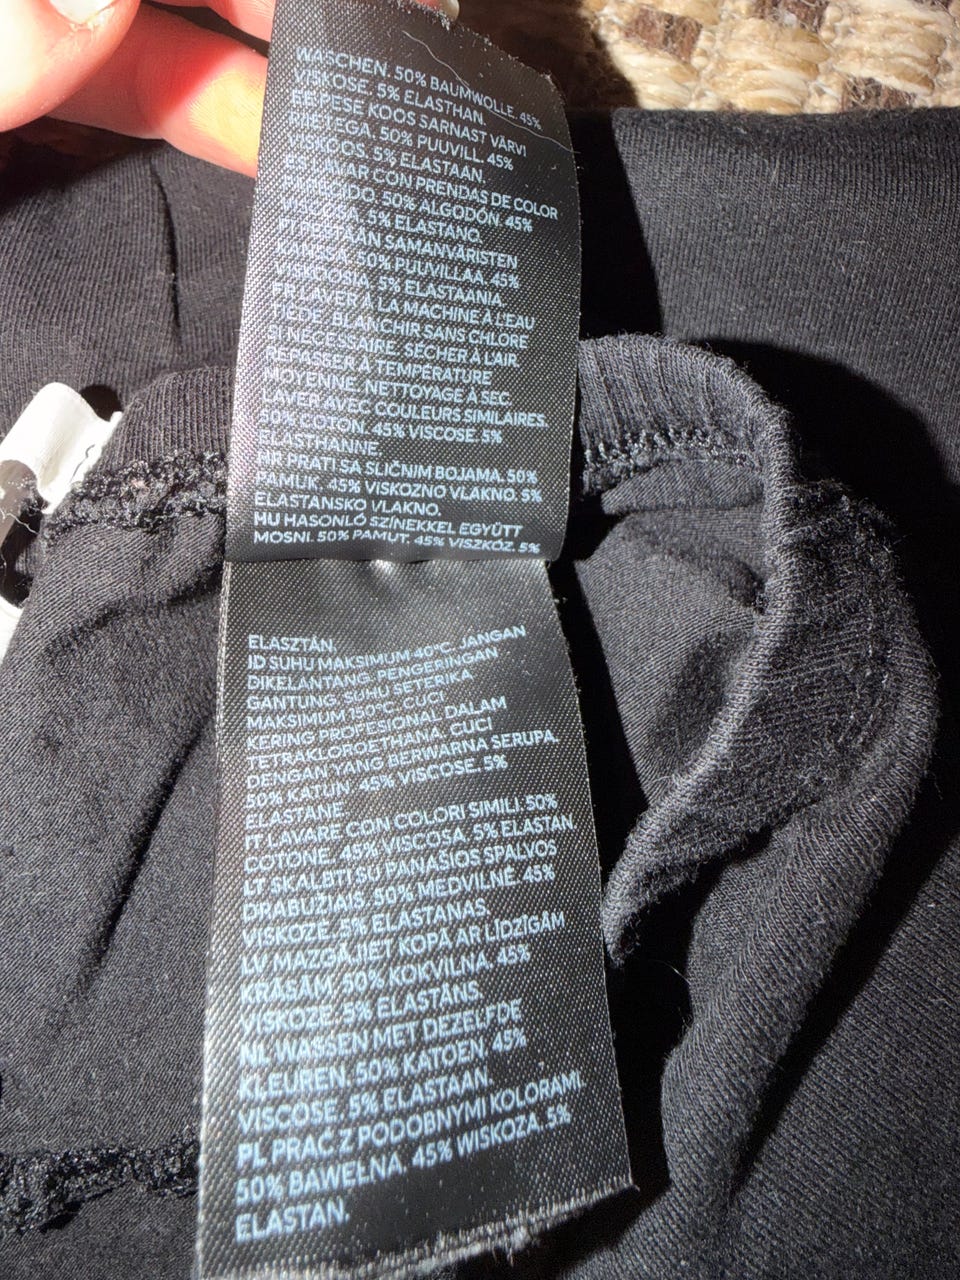 WASCHEN. 50% BAUMWOLLE. 45%
VISKOSE. 5% ELASTHAN.
EE PESE KOOS SARNAST VÄRVI
RIETEGA. 50% PUUVILL. 45%
VISKOOS. 5% ELASTAAN.
ES LAVAR CON PRENDAS DE COLOR
PARECIDO. 50% ALGODÓN. 45%
VISCOSA. 5% ELASTANO.
FI PESTÄÄN SAMANVÄRISTEN
KANSSA. 50% PUUVILLAA. 45%
VISKOOSIA. 5% ELASTAANIA
FR LAVER À LA MACHINE À L'EAU
TIÈDE. BLANCHIR SANS CHLORE
SI NÉCESSAIRE. SÉCHER À L'AIR.
REPASSER À TEMPÉRATURE
MOYENNE. NETTOYAGE À SEC
LAVER AVEC COULEURS SIMILAIRES.
50% COTON. 45% VISCOSE. 5%
ELASTHANNE.
HR PRATI SA SLIČNIM BOJAMA. 50%
PAMUK. 45% VISKOZNO VLAKNO. 5%
ELASTANSKO VLAKNO.
HU HASONLÓ SZÍNEKKEL EGYÜTT
MOSNI. 50% PAMUT. 45% VISZKÓZ. 5%
ELASZTÁN.
ID SUHU MAKSIMUM 40°C. JANGAN
DIKELANTANG. PENGERINGAN
GANTUNG. SUHU SETERIKA
MAKSIMUM 150°C. CUCI
KERING PROFESIONAL DALAM
TETRAKLOROETHANA. CUCI
DENGAN YANG BERWARNA SERUPA.
50% KATUN. 45% VISCOSE. 5%
ELASTANE
IT LAVARE CON COLORI SIMILI. 50%
COTONE. 45% VISCOSA. 5% ELASTAN.
LT SKALBTI SU PANAŠIOS SPALVOS
DRABUŽIAIS. 50% MEDVILNĖ. 45%
VISKOZĖ. 5% ELASTANAS.
LV MAZGĀJIET KOPĀ AR LĪDZĪGĀM
KRĀSĀM. 50% KOKVILNA. 45%
VISKOZE. 5% ELASTĀNS.
NL WASSEN MET DEZELFDE
KLEUREN. 50% KATOEN. 45%
VISCOSE. 5% ELASTAAN.
PL PRAĆ Z PODOBNYMI KOLORAMI.
50% BAWEŁNA. 45% WISKOZA. 5%
ELASTAN.